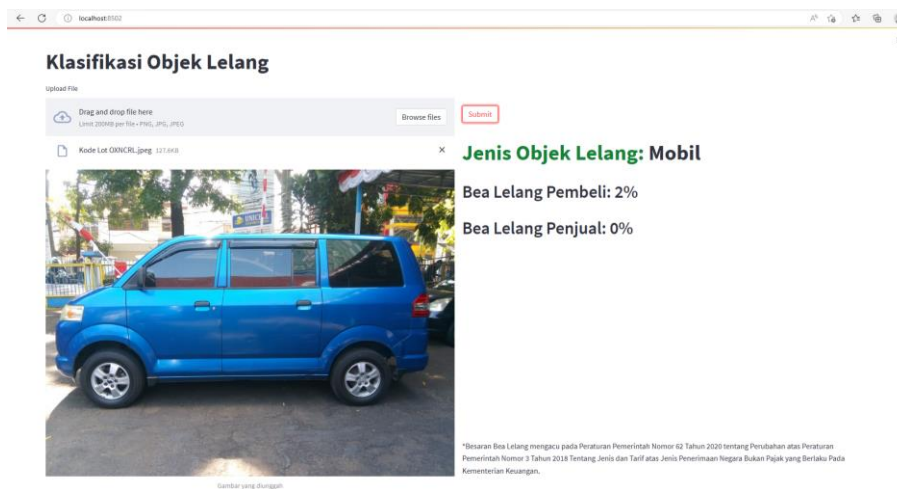 localhost:8502
Klasifikasi Objek Lelang
Upload File
Drag and drop file here
Limit 200MB per file • PNG, JPG, JPEG
Browse files
Submit
Kode Lot OXNCRL.jpeg 127.8KB
Jenis Objek Lelang: Mobil
Bea Lelang Pembeli: 2%
Bea Lelang Penjual: 0%
*Besaran Bea Lelang mengacu pada Peraturan Pemerintah Nomor 62 Tahun 2020 tentang Perubahan atas Peraturan
Pemerintah Nomor 3 Tahun 2018 Tentang Jenis dan Tarif atas Jenis Penerimaan Negara Bukan Pajak yang Berlaku Pada
Kementerian Keuangan.
Gambar yang diunggah